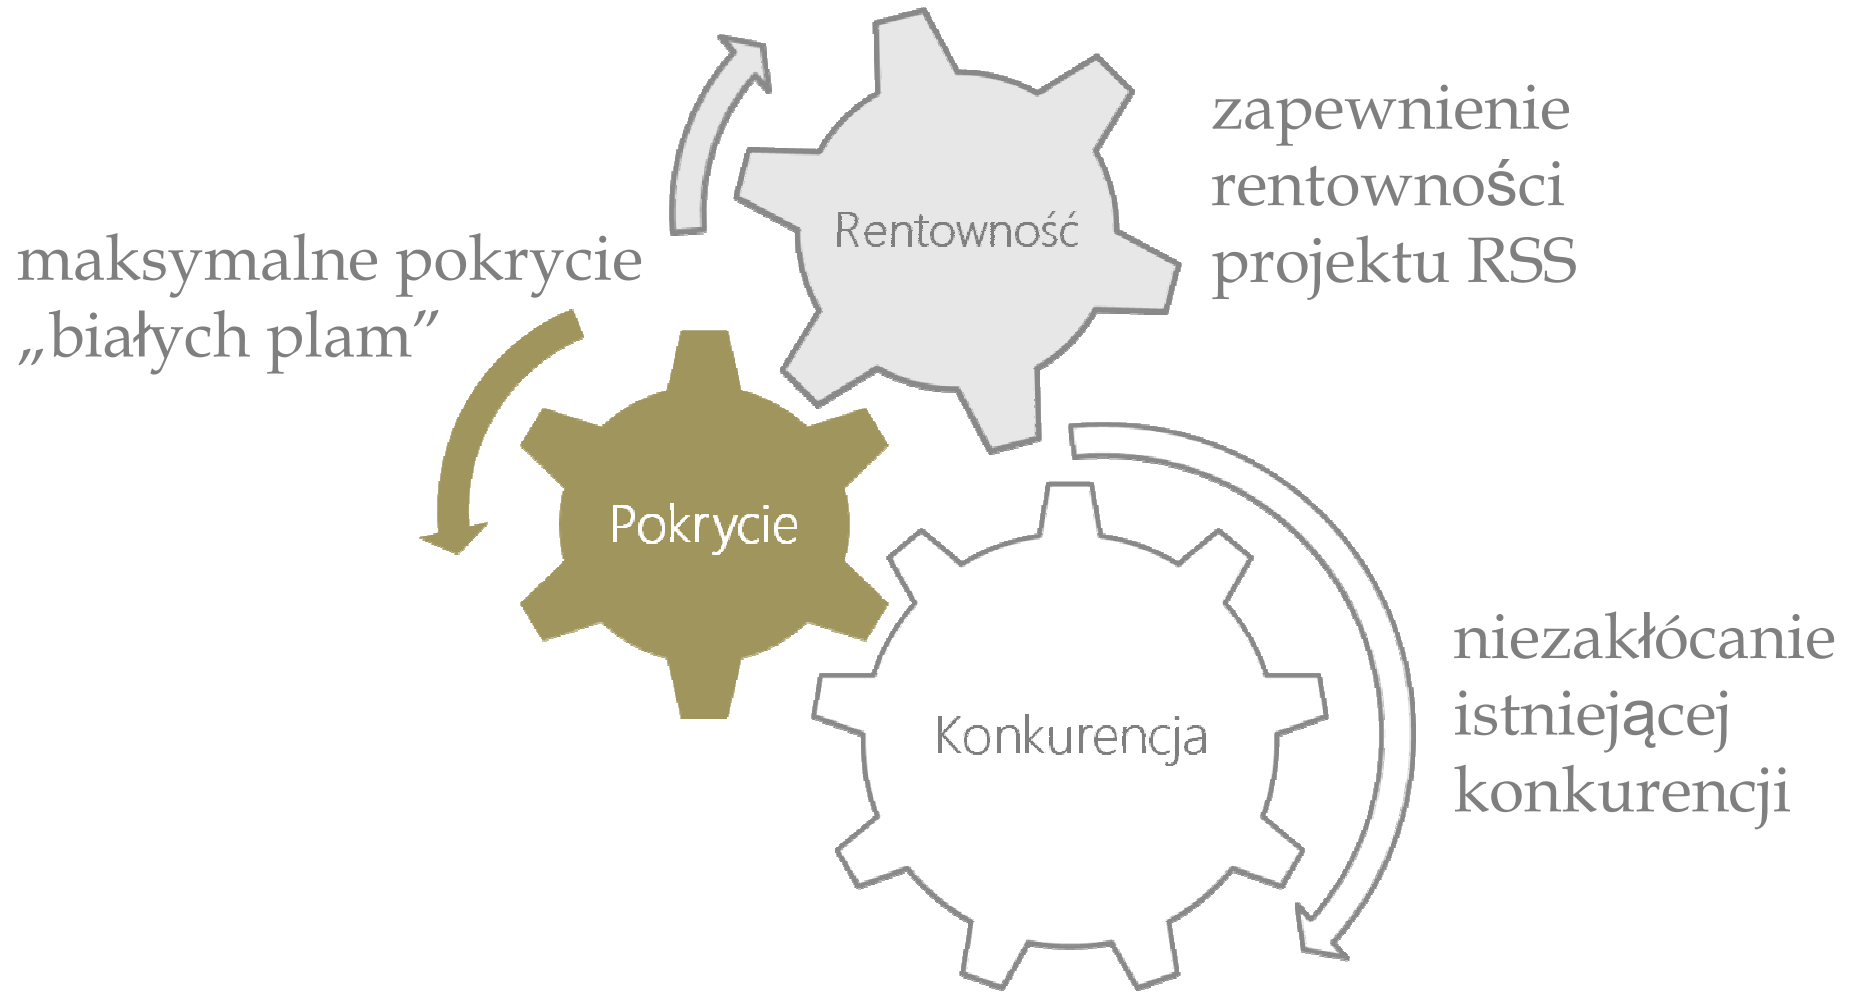 zapewnienie
rentowności
projektu RSS
Rentowność
maksymalne pokrycie
„białych plam”
Pokrycie
Konkurencja
niezakłócanie
istniejącej
konkurencji